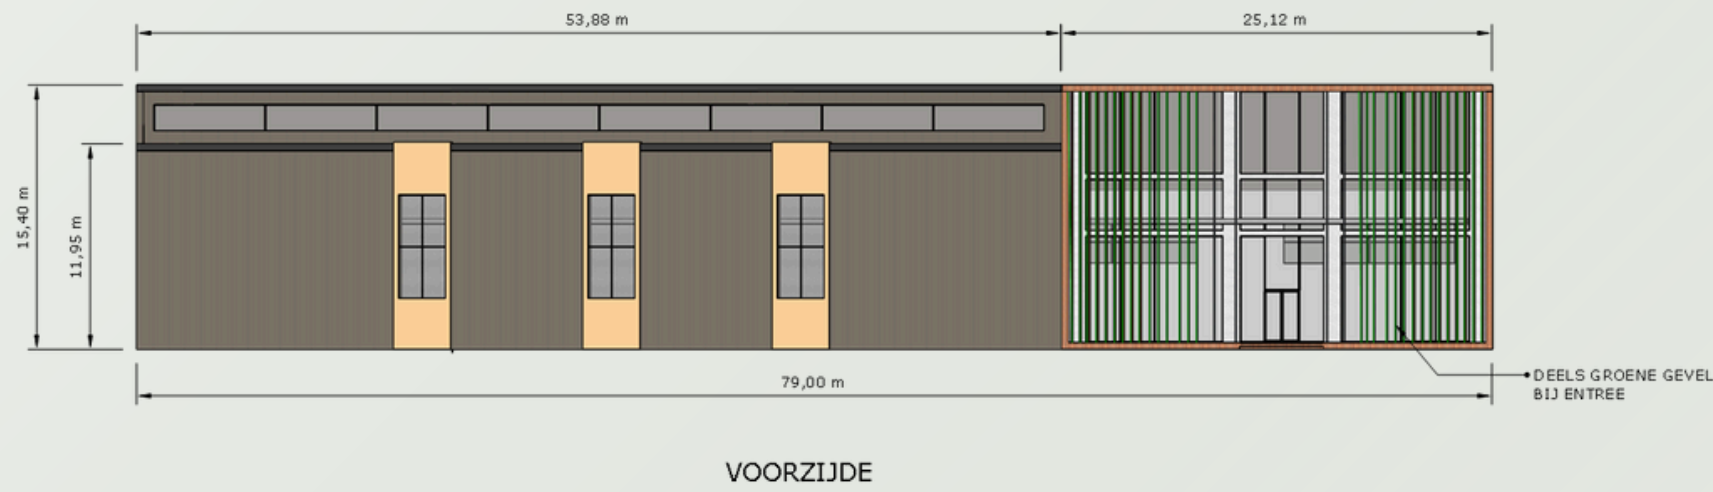 53,88 m
25,12 m
15,40 m
11,95 m
79,00 m
DEELS GROENE GEVEL
BIJ ENTREE
VOORZIJDE